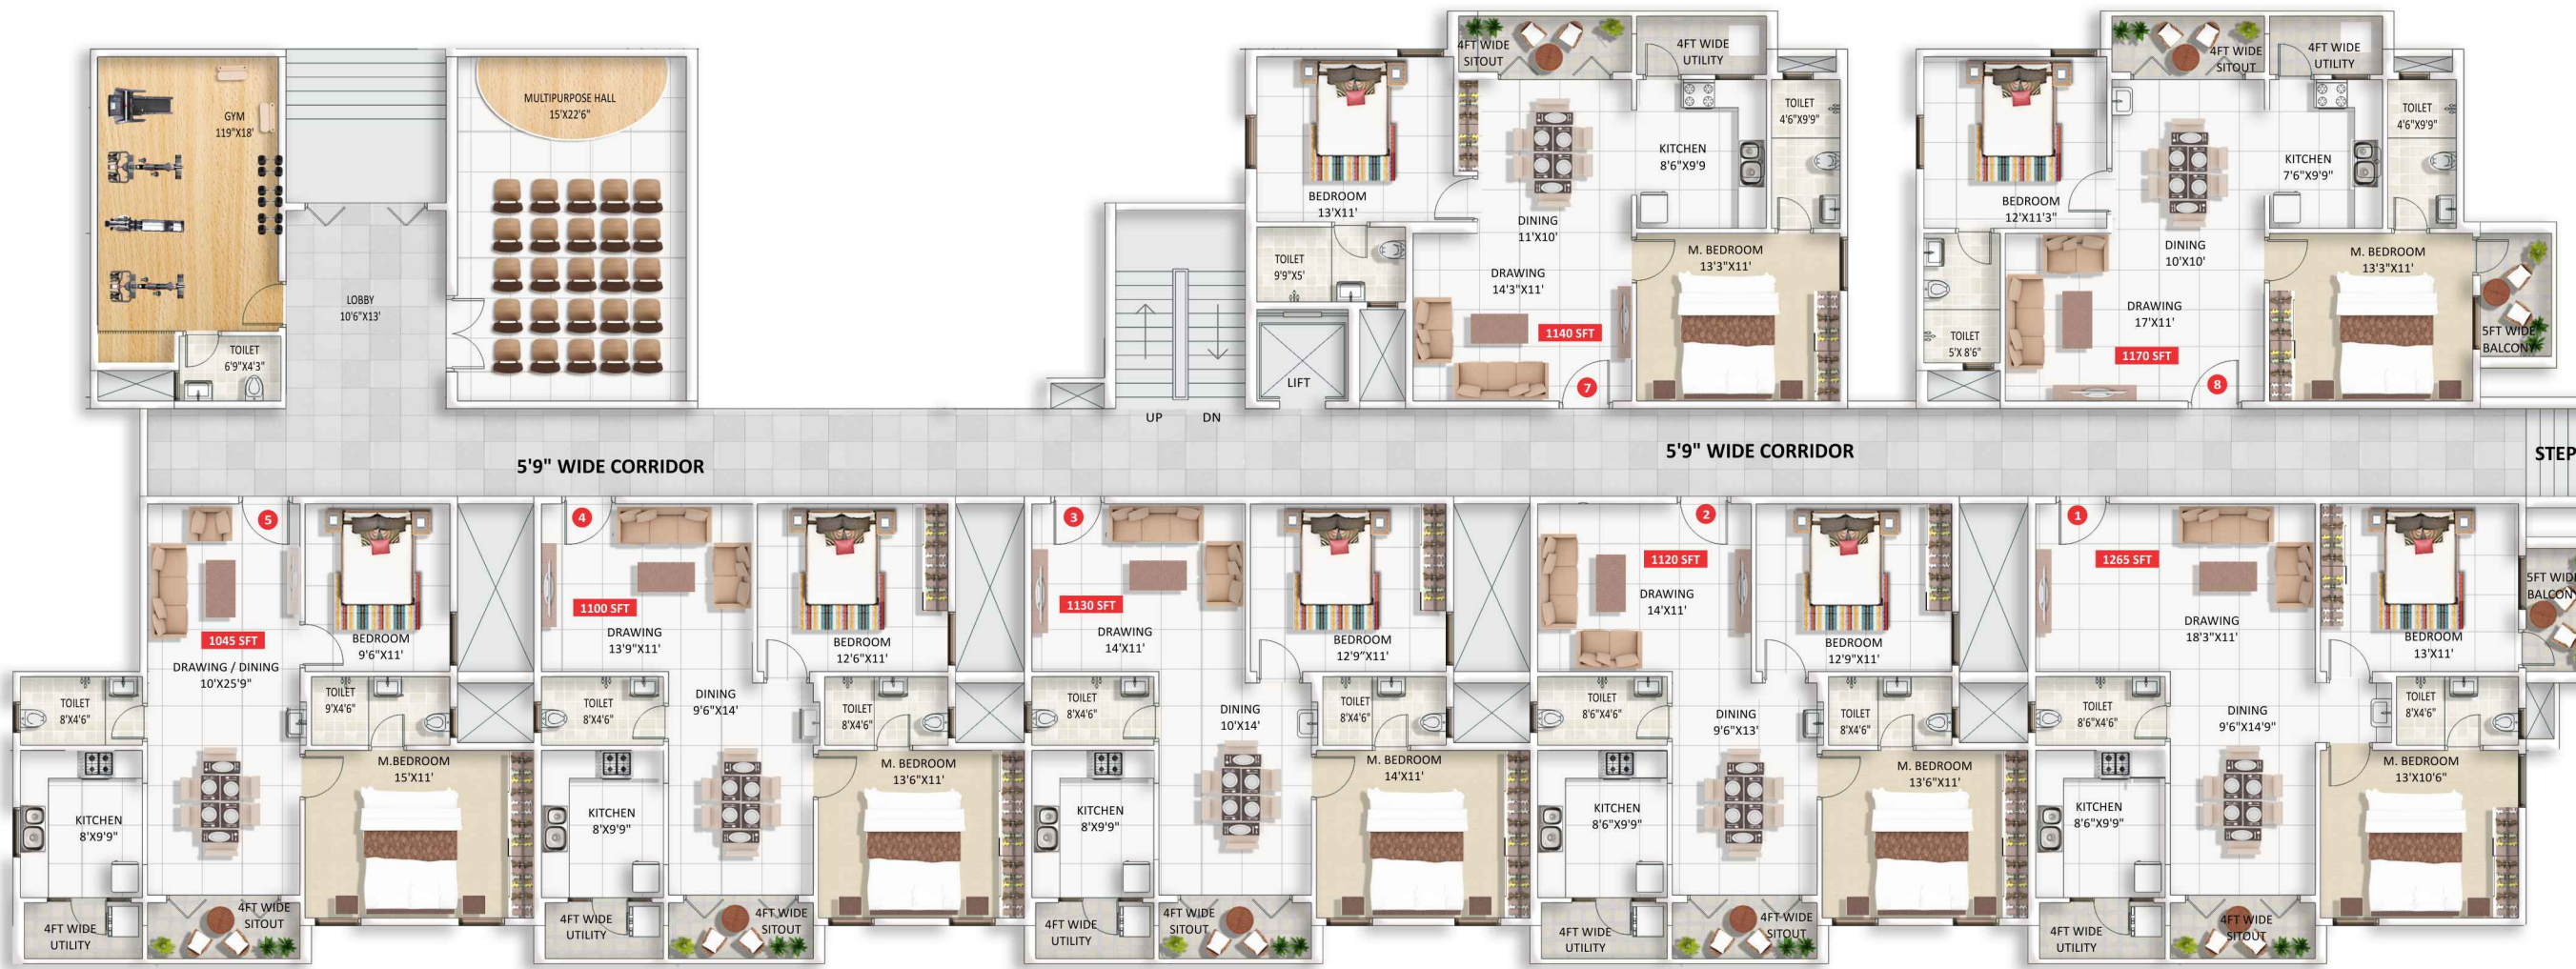 GYM
119"X18'
TOILET
6'9"X4'3"
LOBBY
10'6"X13'
MULTIPURPOSE HALL
15'X22'6"
UP
DN
LIFT
BEDROOM
13'X11'
TOILET
9'9"X5'
4FT WIDE
SITOUT
4FT WIDE
UTILITY
TOILET
4'6"X9'9"
KITCHEN
8'6"X9'9
DINING
11'X10'
DRAWING
14'3"X11'
1140 SFT
7
M. BEDROOM
13'3"X11'
4FT WIDE
SITOUT
4FT WIDE
UTILITY
TOILET
4'6"X9'9"
KITCHEN
7'6"X9'9"
BEDROOM
12'X11'3"
DINING
10'X10'
TOILET
5'X 8'6"
DRAWING
17'X11'
1170 SFT
8
M. BEDROOM
13'3"X11'
5FT WIDE
BALCONY
5'9" WIDE CORRIDOR
5'9" WIDE CORRIDOR
STEP
5
1045 SFT
DRAWING / DINING
10'X25'9"
BEDROOM
9'6"X11'
TOILET
8'X4'6"
TOILET
9'X4'6"
KITCHEN
8'X9'9"
M.BEDROOM
15'X11'
4FT WIDE
UTILITY
4FT WIDE
SITOUT
4
1100 SFT
DRAWING
13'9"X11'
BEDROOM
12'6"X11'
TOILET
8'X4'6"
DINING
9'6"X14'
TOILET
8'X4'6"
KITCHEN
8'X9'9"
M. BEDROOM
13'6"X11'
4FT WIDE
UTILITY
4FT WIDE
SITOUT
3
1130 SFT
DRAWING
14'X11'
BEDROOM
12'9"X11'
TOILET
8'X4'6"
DINING
10'X14'
TOILET
8'X4'6"
KITCHEN
8'X9'9"
M. BEDROOM
14'X11'
4FT WIDE
UTILITY
4FT WIDE
SITOUT
2
1120 SFT
DRAWING
14'X11'
BEDROOM
12'9"X11'
TOILET
8'6"X4'6"
DINING
9'6"X13'
TOILET
8'X4'6"
KITCHEN
8'6"X9'9"
M. BEDROOM
13'6"X11'
4FT WIDE
UTILITY
4FT WIDE
SITOUT
1
1265 SFT
DRAWING
18'3"X11'
BEDROOM
13'X11'
5FT WIDE
BALCON
TOILET
8'6"X4'6"
DINING
9'6"X14'9"
TOILET
8'X4'6"
KITCHEN
8'6"X9'9"
M. BEDROOM
13'X10'6"
4FT WIDE
UTILITY
4FT WIDE
SITOUT